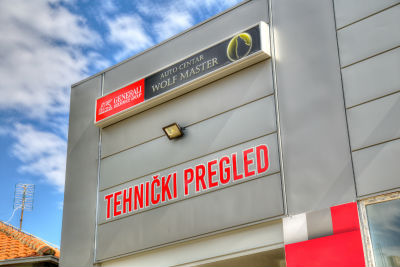 GENERALI
AUTO CENTAR
WOLF MASTER
TEHNIČKI PREGLED